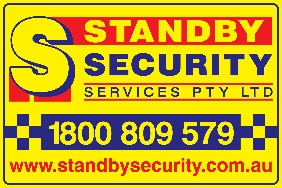 S STANDBY
SECURITY
SERVICES PTY LTD
1800 809 579
www.standbysecurity.com.au